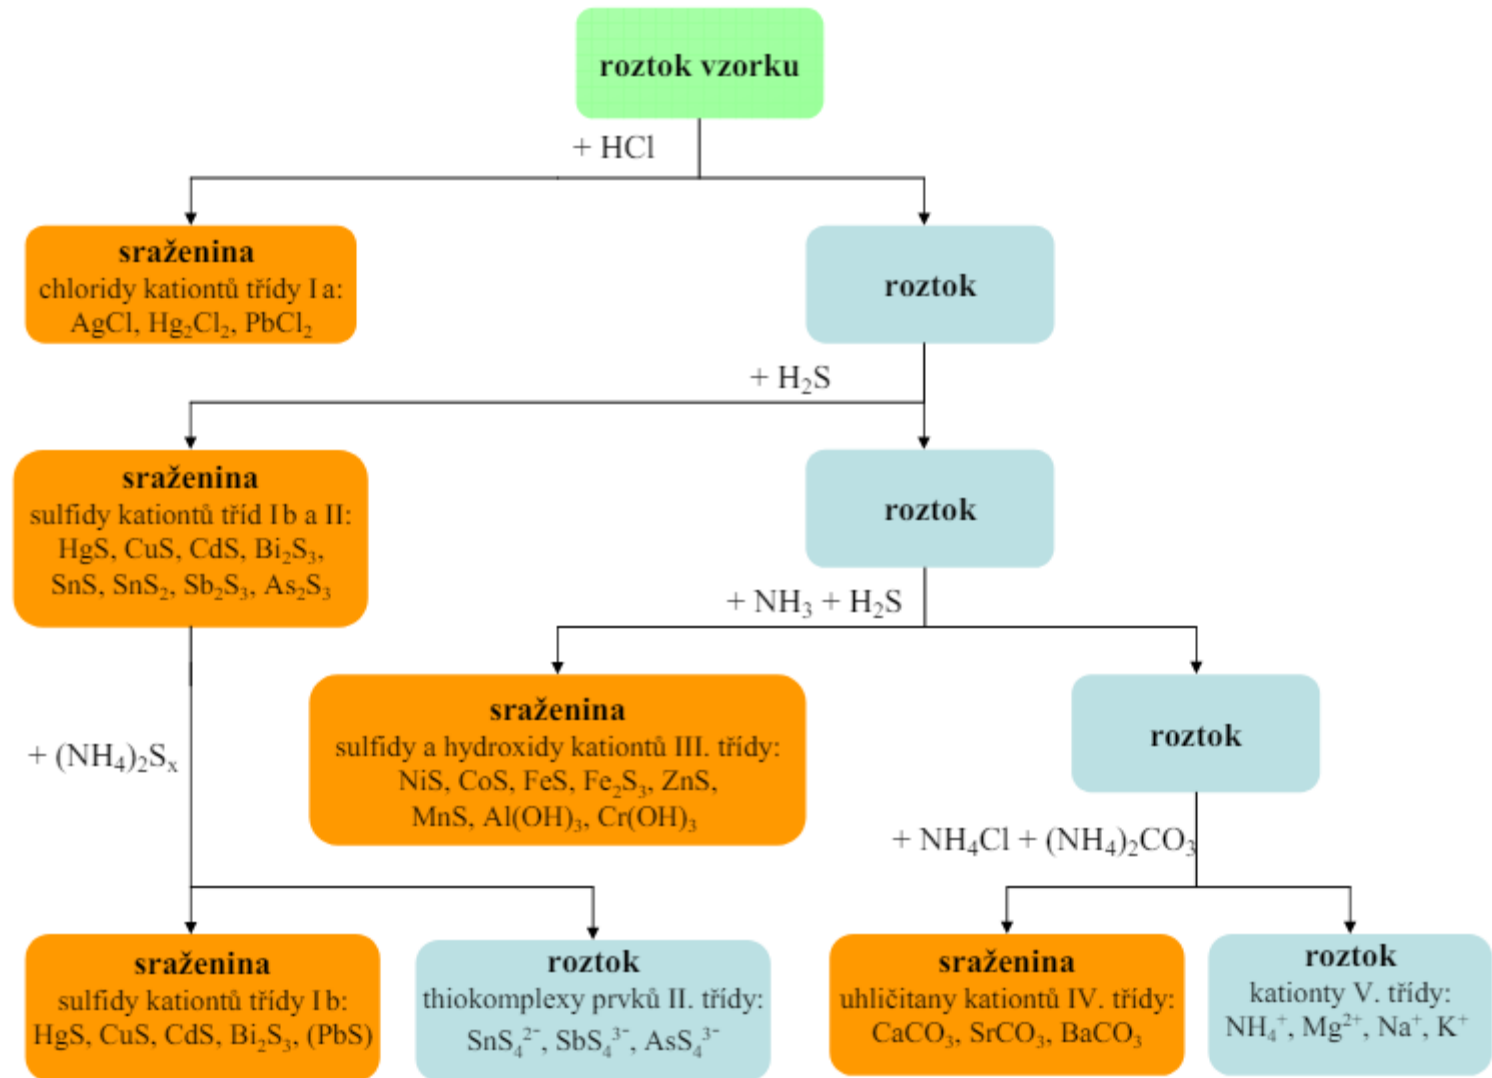 roztok vzorku
+ HCl
sraženina
chloridy kationtů třídy I a:
AgCl, Hg₂Cl₂, PbCl₂
roztok
+ H₂S
sraženina
sulfidy kationtů tříd I b a II:
HgS, CuS, CdS, Bi₂S₃,
SnS, SnS₂, Sb₂S₃, As₂S₃
roztok
+ NH₃ + H₂S
sraženina
sulfidy a hydroxidy kationtů III. třídy:
NiS, CoS, FeS, Fe₂S₃, ZnS,
MnS, Al(OH)₃, Cr(OH)₃
roztok
+ (NH₄)₂Sₓ
+ NH₄Cl + (NH₄)₂CO₃
sraženina
sulfidy kationtů třídy I b:
HgS, CuS, CdS, Bi₂S₃, (PbS)
roztok
thiokomplexy prvků II. třídy:
SnS₄²⁻, SbS₄³⁻, AsS₄³⁻
sraženina
uhličitany kationtů IV. třídy:
CaCO₃, SrCO₃, BaCO₃
roztok
kationty V. třídy:
NH₄⁺, Mg²⁺, Na⁺, K⁺